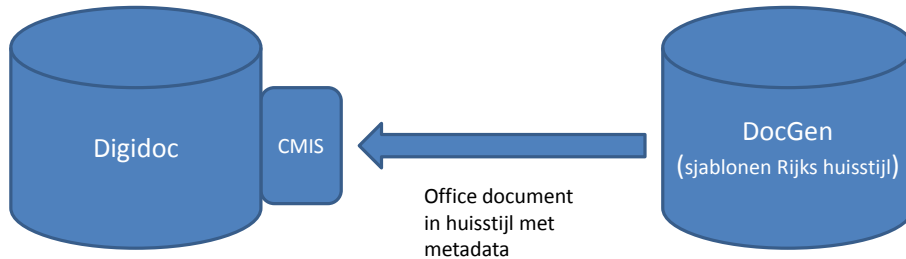 Digidoc
CMIS
Office document
in huisstijl met
metadata
DocGen
(sjablonen Rijks huisstijl)